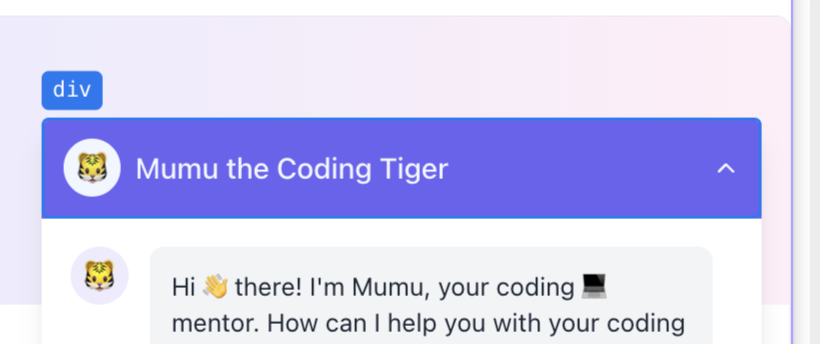 div
Mumu the Coding Tiger
Hi 👋 there! I'm Mumu, your coding 💻
mentor. How can I help you with your coding